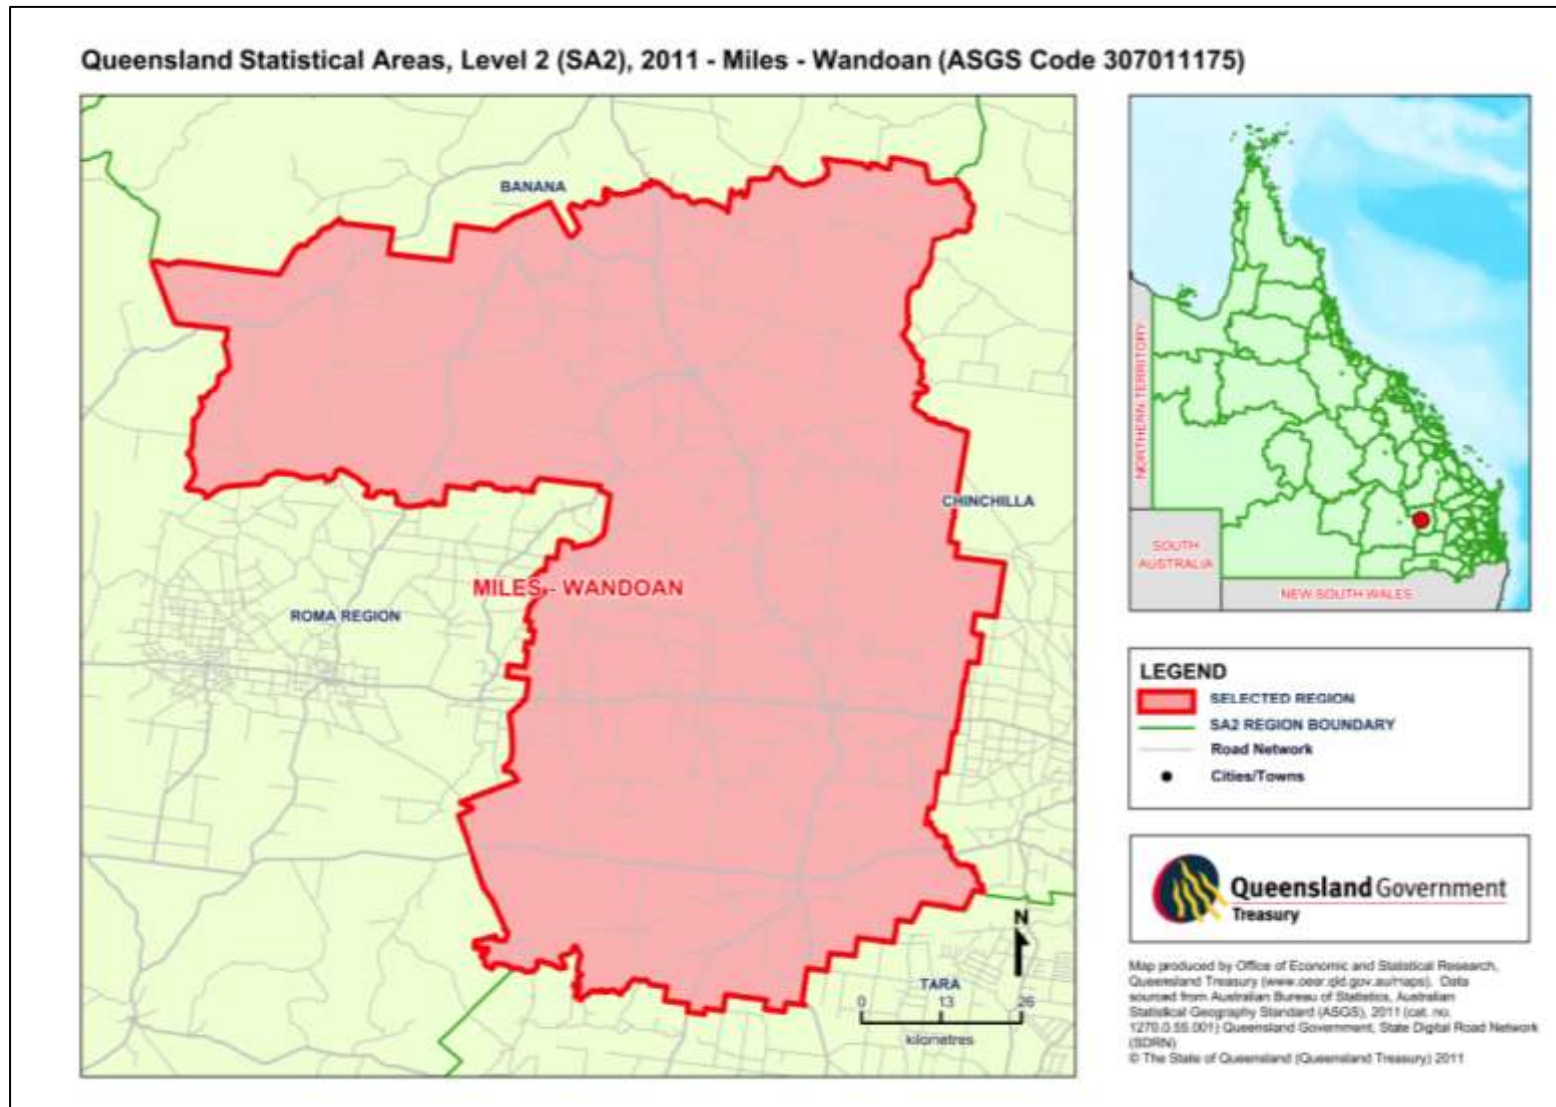 Queensland Statistical Areas, Level 2 (SA2), 2011 - Miles - Wandoan (ASGS Code 307011175)
BANANA
CHINCHILLA
MILES - WANDOAN
ROMA REGION
N
TARA
0 13 26
kilometres
NORTHERN TERRITORY
SOUTH
AUSTRALIA
NEW SOUTH WALES
LEGEND
SELECTED REGION
SA2 REGION BOUNDARY
Road Network
Cities/Towns
Queensland Government
Treasury
Map produced by Office of Economic and Statistical Research,
Queensland Treasury (www.oesr.qld.gov.au/maps). Data
sourced from Australian Bureau of Statistics, Australian
Statistical Geography Standard (ASGS), 2011 (cat. no.
1270.0.55.001) Queensland Government, State Digital Road Network
(SDRN)
© The State of Queensland (Queensland Treasury) 2011